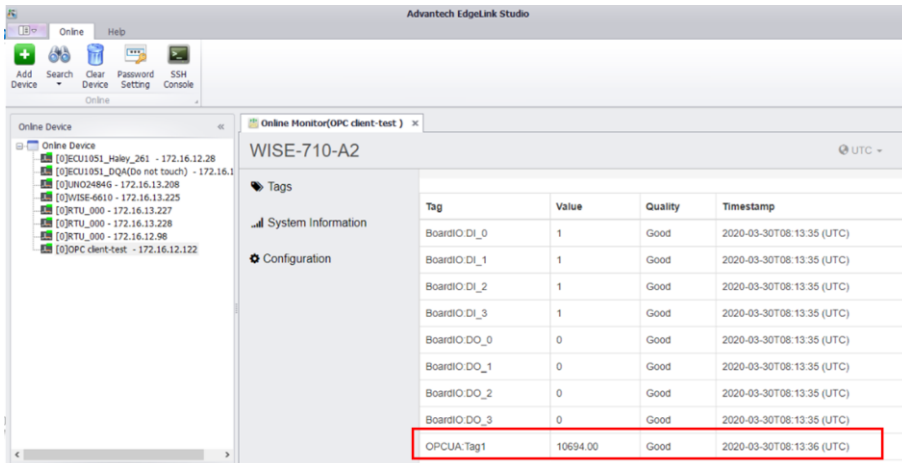 Advantech EdgeLink Studio
Online Help
Add Device Search Clear Device Password Setting SSH Console
Online
Online Device
Online Device
[0]ECU1051_Haley_261 - 172.16.12.28
[0]ECU1051_DQA(Do not touch) - 172.16.1
[0]UNO2484G - 172.16.13.208
[0]WISE-6610 - 172.16.13.225
[0]RTU_000 - 172.16.13.227
[0]RTU_000 - 172.16.13.228
[0]RTU_000 - 172.16.12.98
[0]OPC client-test - 172.16.12.122
Online Monitor(OPC client-test )
WISE-710-A2 UTC
Tags
System Information
Configuration
Tag Value Quality Timestamp
BoardIO:DI_0 1 Good 2020-03-30T08:13:35 (UTC)
BoardIO:DI_1 1 Good 2020-03-30T08:13:35 (UTC)
BoardIO:DI_2 1 Good 2020-03-30T08:13:35 (UTC)
BoardIO:DI_3 1 Good 2020-03-30T08:13:35 (UTC)
BoardIO:DO_0 0 Good 2020-03-30T08:13:35 (UTC)
BoardIO:DO_1 0 Good 2020-03-30T08:13:35 (UTC)
BoardIO:DO_2 0 Good 2020-03-30T08:13:35 (UTC)
BoardIO:DO_3 0 Good 2020-03-30T08:13:35 (UTC)
OPCUA:Tag1 10694.00 Good 2020-03-30T08:13:36 (UTC)